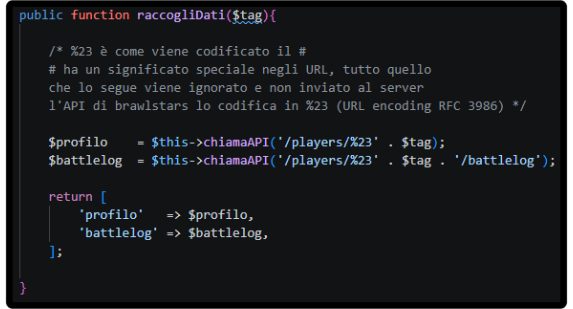 public function raccogliDati($tag){
/* %23 è come viene codificato il #
# ha un significato speciale negli URL, tutto quello
che lo segue viene ignorato e non inviato al server
l'API di brawlstars lo codifica in %23 (URL encoding RFC 3986) */
$profilo   = $this->chiamaAPI('/players/%23' . $tag);
$battlelog = $this->chiamaAPI('/players/%23' . $tag . '/battlelog');
return [
'profilo'   => $profilo,
'battlelog' => $battlelog,
];
}